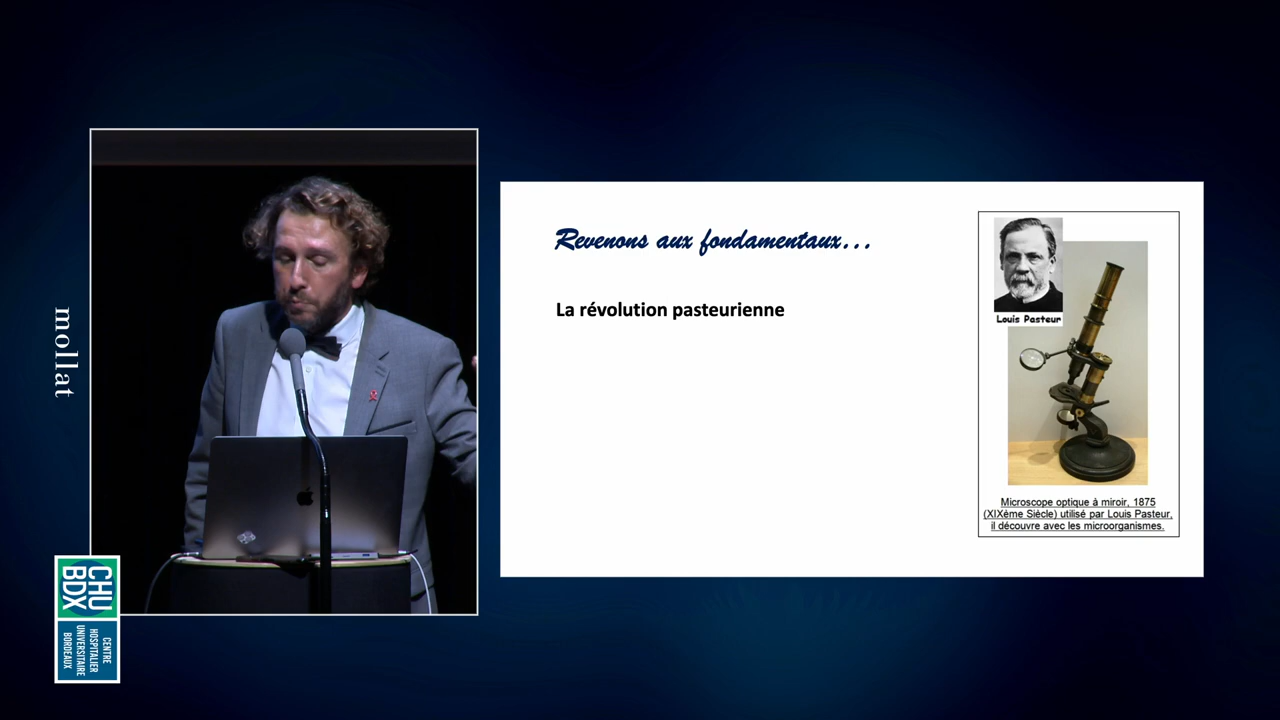 mollat
CHU
BDX
CENTRE
HOSPITALIER
UNIVERSITAIRE
BORDEAUX
Revenons aux fondamentaux...
La révolution pasteurienne
Louis Pasteur
Microscope optique à miroir, 1875
(XIXème Siècle) utilisé par Louis Pasteur,
il découvre avec les microorganismes.